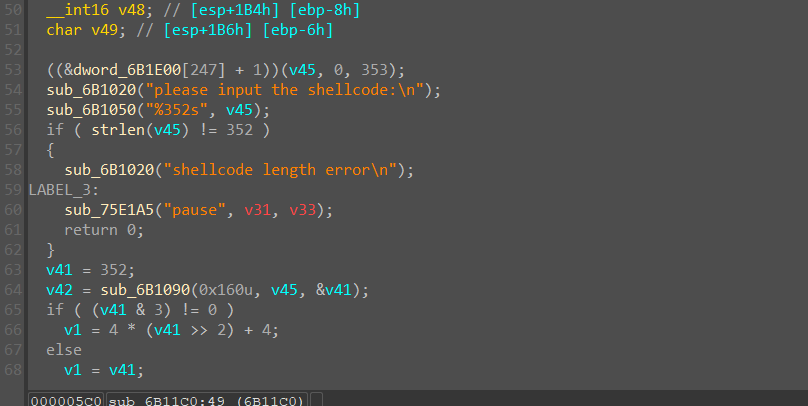 50 __int16 v48; // [esp+1B4h] [ebp-8h]
51 char v49; // [esp+1B6h] [ebp-6h]
52
53 ((&dword_6B1E00[247] + 1))(v45, 0, 353);
54 sub_6B1020("please input the shellcode:\n");
55 sub_6B1050("%352s", v45);
56 if ( strlen(v45) != 352 )
57 {
58 sub_6B1020("shellcode length error\n");
59 LABEL_3:
60 sub_75E1A5("pause", v31, v33);
61 return 0;
62 }
63 v41 = 352;
64 v42 = sub_6B1090(0x160u, v45, &v41);
65 if ( (v41 & 3) != 0 )
66 v1 = 4 * (v41 >> 2) + 4;
67 else
68 v1 = v41;
000005C0 sub_6B11C0:49 (6B11C0)